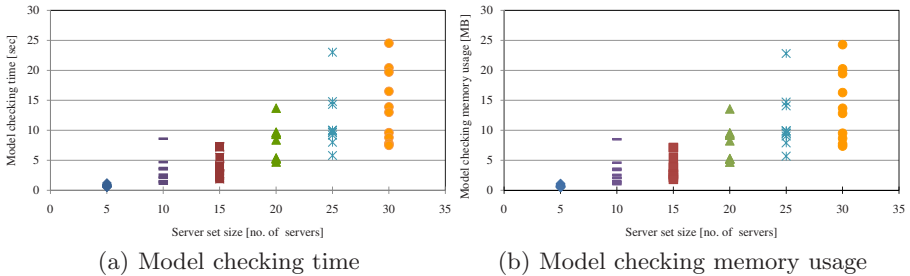 Model checking time [sec]
30
25
20
15
10
5
0
0 5 10 15 20 25 30 35
Server set size [no. of servers]
(a) Model checking time
Model checking memory usage [MB]
30
25
20
15
10
5
0
0 5 10 15 20 25 30 35
Server set size [no. of servers]
(b) Model checking memory usage